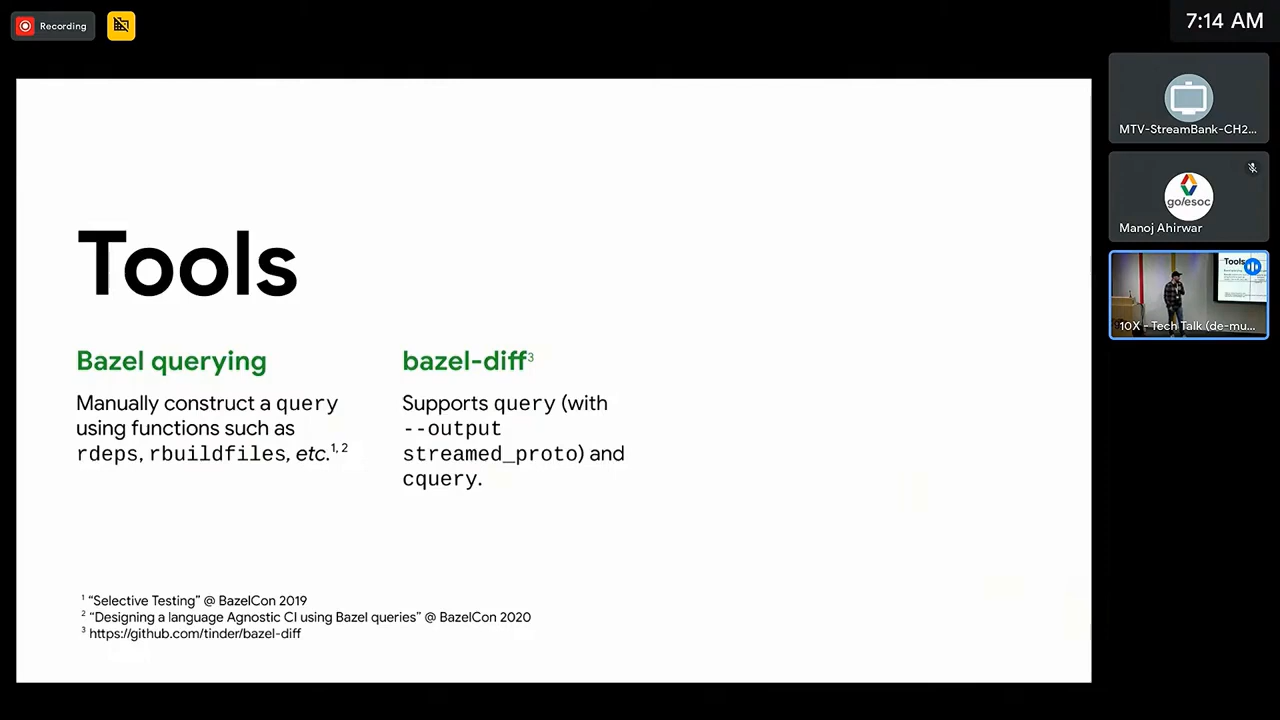 Recording
7:14 AM
Tools
Bazel querying
Manually construct a query
using functions such as
rdeps, rbuildfiles, etc.1, 2
bazel-diff3
Supports query (with
--output
streamed_proto) and
cquery.
1 “Selective Testing” @ BazelCon 2019
2 “Designing a language Agnostic CI using Bazel queries” @ BazelCon 2020
3 https://github.com/tinder/bazel-diff
MTV-StreamBank-CH2...
go/esoc
Manoj Ahirwar
Tools
10X - Tech Talk (de-mu...